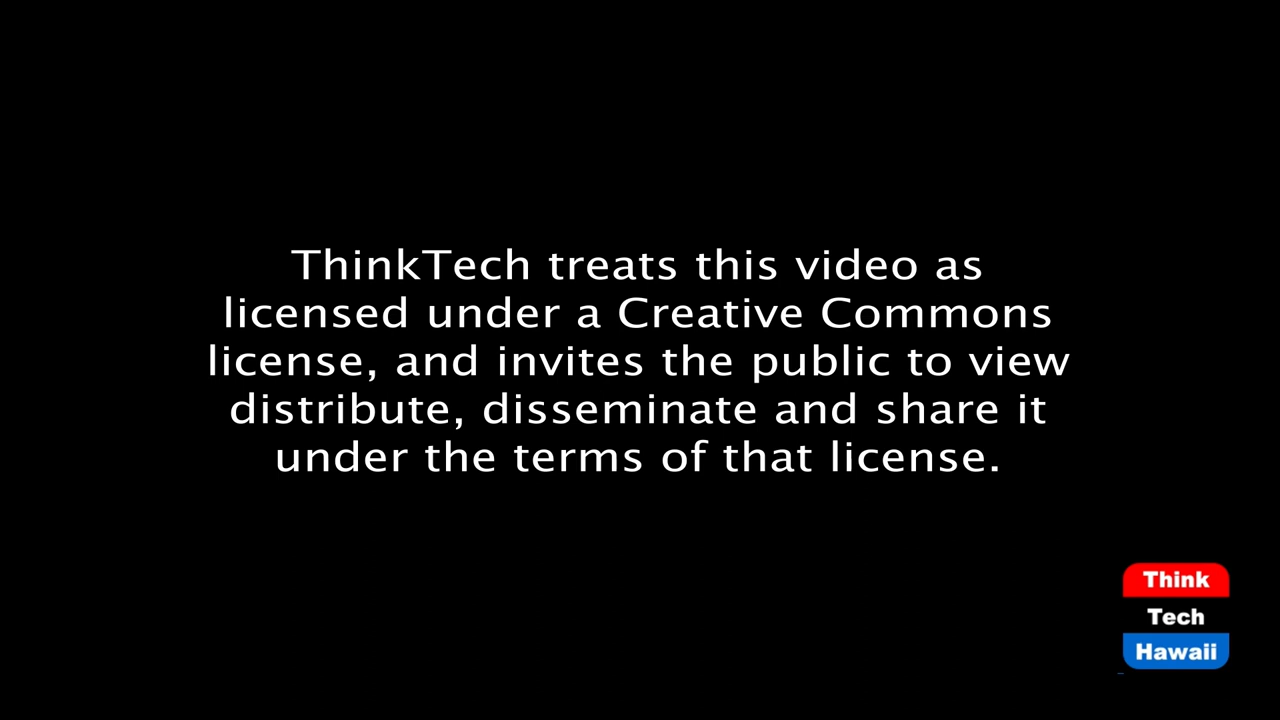 ThinkTech treats this video as
licensed under a Creative Commons
license, and invites the public to view
distribute, disseminate and share it
under the terms of that license.
Think
Tech
Hawaii